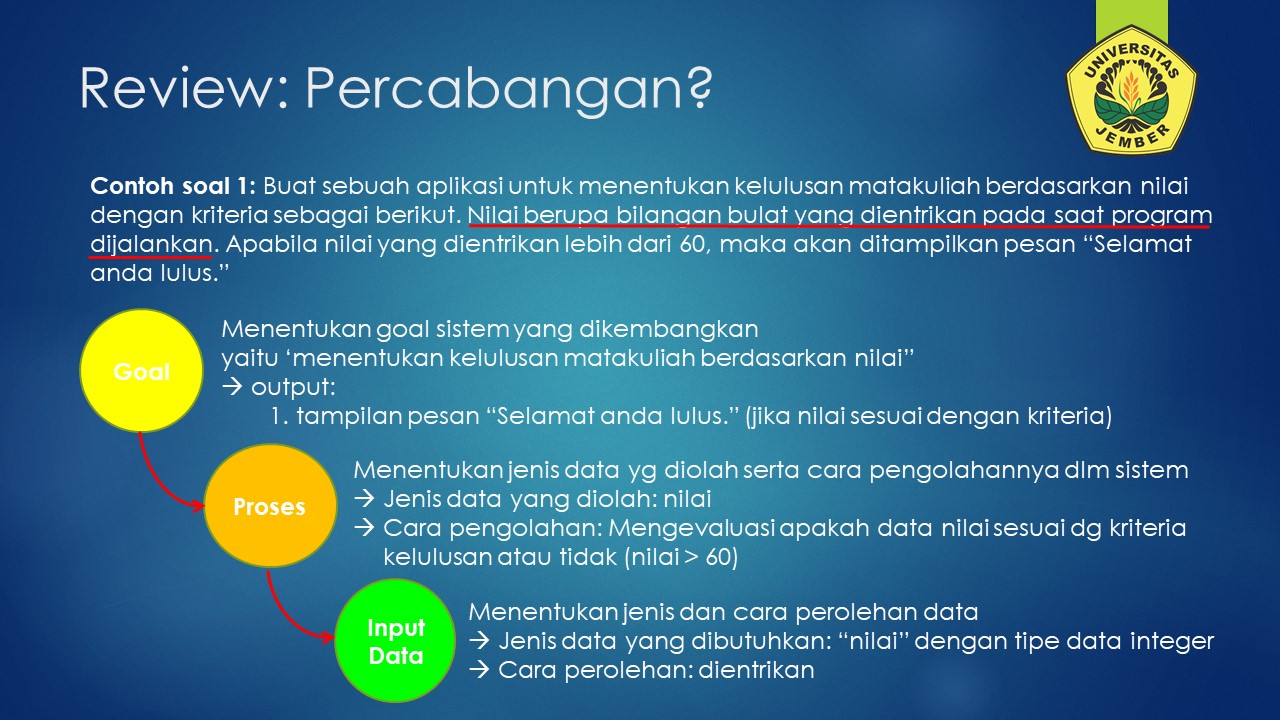 Review: Percabangan?
UNIVERSITAS
JEMBER
Contoh soal 1: Buat sebuah aplikasi untuk menentukan kelulusan matakuliah berdasarkan nilai
dengan kriteria sebagai berikut. Nilai berupa bilangan bulat yang dientrikan pada saat program
dijalankan. Apabila nilai yang dientrikan lebih dari 60, maka akan ditampilkan pesan “Selamat
anda lulus.”
Goal
Menentukan goal sistem yang dikembangkan
yaitu ‘menentukan kelulusan matakuliah berdasarkan nilai”
→ output:
1. tampilan pesan “Selamat anda lulus.” (jika nilai sesuai dengan kriteria)
Proses
Menentukan jenis data yg diolah serta cara pengolahannya dlm sistem
→ Jenis data yang diolah: nilai
→ Cara pengolahan: Mengevaluasi apakah data nilai sesuai dg kriteria
kelulusan atau tidak (nilai > 60)
Input
Data
Menentukan jenis dan cara perolehan data
→ Jenis data yang dibutuhkan: “nilai” dengan tipe data integer
→ Cara perolehan: dientrikan